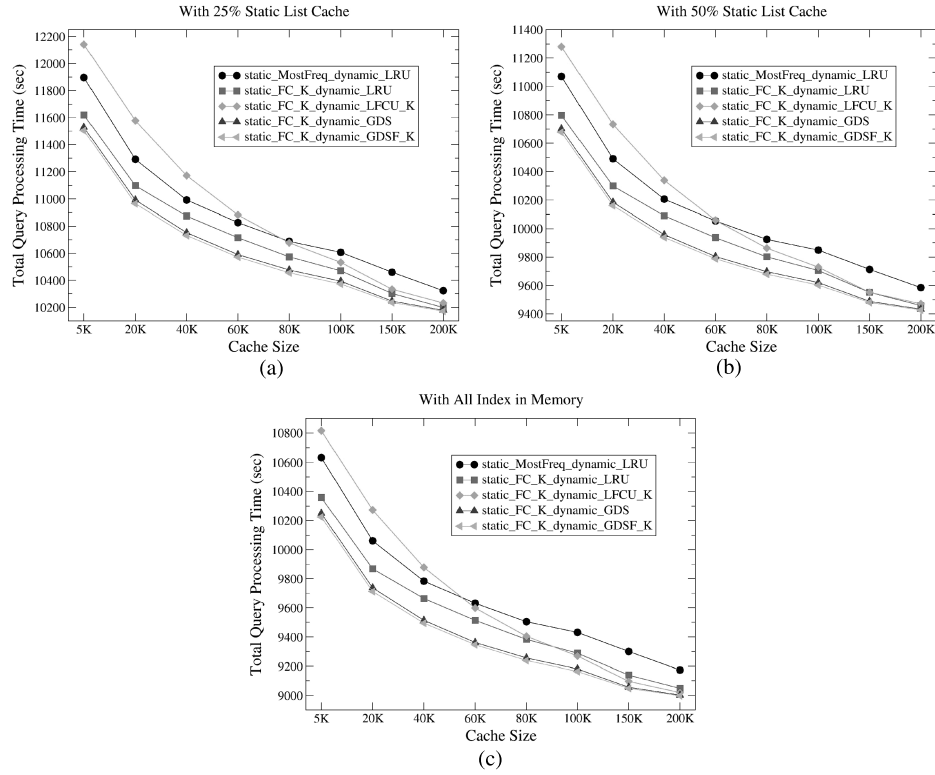 With 25% Static List Cache
Total Query Processing Time (sec)
12200
12000
11800
11600
11400
11200
11000
10800
10600
10400
10200
static_MostFreq_dynamic_LRU
static_FC_K_dynamic_LRU
static_FC_K_dynamic_LFCU_K
static_FC_K_dynamic_GDS
static_FC_K_dynamic_GDSF_K
5K 20K 40K 60K 80K 100K 150K 200K
Cache Size
(a)
With 50% Static List Cache
Total Query Processing Time (sec)
11400
11200
11000
10800
10600
10400
10200
10000
9800
9600
9400
static_MostFreq_dynamic_LRU
static_FC_K_dynamic_LRU
static_FC_K_dynamic_LFCU_K
static_FC_K_dynamic_GDS
static_FC_K_dynamic_GDSF_K
5K 20K 40K 60K 80K 100K 150K 200K
Cache Size
(b)
With All Index in Memory
Total Query Processing Time (sec)
10800
10600
10400
10200
10000
9800
9600
9400
9200
9000
static_MostFreq_dynamic_LRU
static_FC_K_dynamic_LRU
static_FC_K_dynamic_LFCU_K
static_FC_K_dynamic_GDS
static_FC_K_dynamic_GDSF_K
5K 20K 40K 60K 80K 100K 150K 200K
Cache Size
(c)